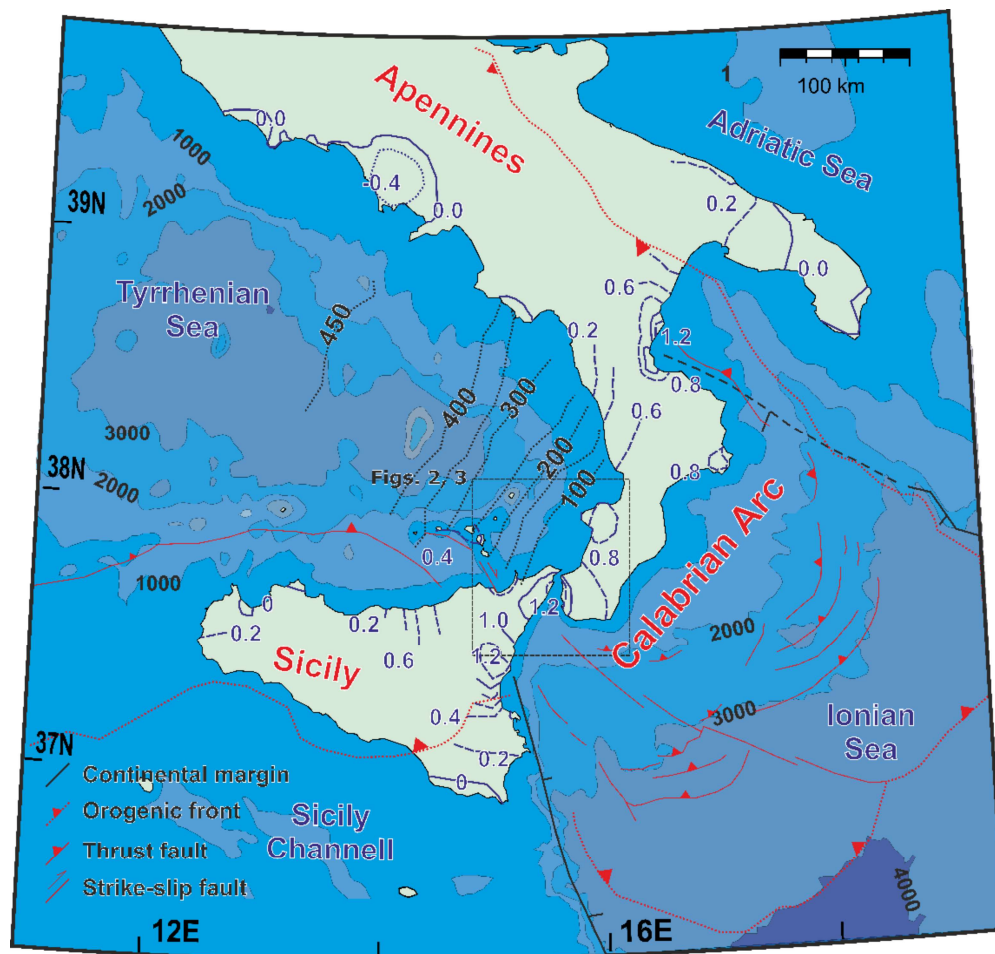 1
100 km
Apennines
Adriatic Sea
0.0
1000
2000
-0.4
0.0
39N
0.2
0.0
0.6
Tyrrhenian
Sea
450
0.2
1.2
400
300
0.8
0.6
3000
38N
Figs. 2, 3
200
100
0.8
2000
Calabrian Arc
0.4
0.8
1000
0
1.0
1.2
0.2
0.2
2000
0.6
1.2
Sicily
3000
Ionian
Sea
0.4
37N
0.2
0
Continental margin
Orogenic front
Sicily
Channell
Thrust fault
Strike-slip fault
4000
12E
16E